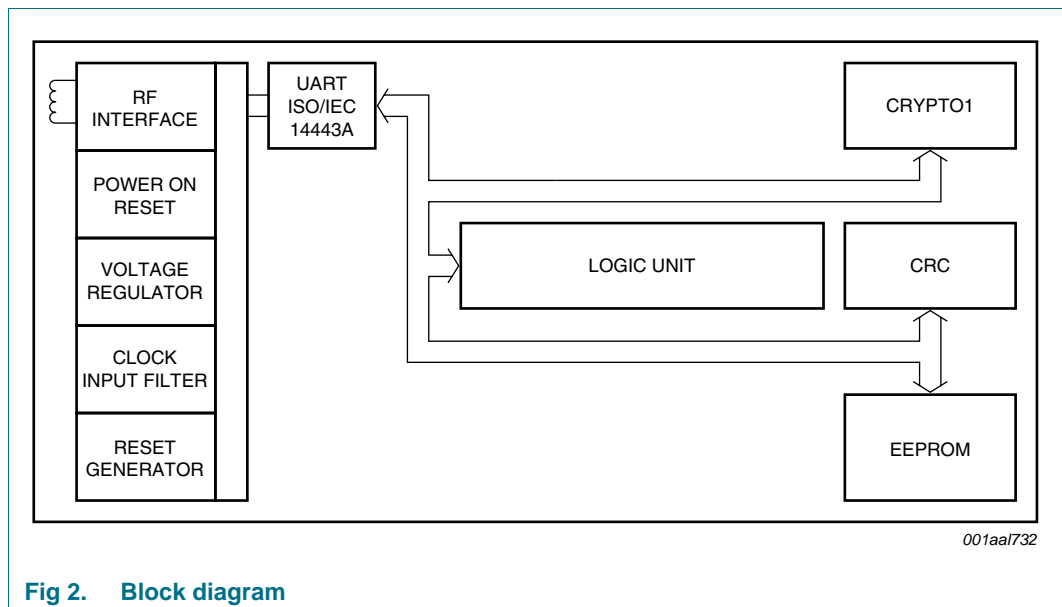 RF
INTERFACE
POWER ON
RESET
VOLTAGE
REGULATOR
CLOCK
INPUT FILTER
RESET
GENERATOR
UART
ISO/IEC
14443A
LOGIC UNIT
CRYPTO1
CRC
EEPROM
001aal732
Fig 2. Block diagram